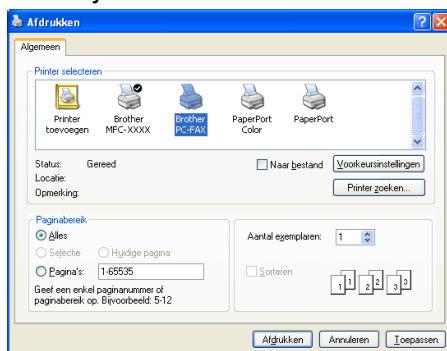 Afdrukken
Algemeen
Printer selecteren
Printer toevoegen
Brother MFC-XXXX
Brother PC-FAX
PaperPort Color
PaperPort
Status: Gereed
Locatie:
Opmerking:
Naar bestand
Voorkeursinstellingen
Printer zoeken...
Paginabereik
Alles
Selectie
Huidige pagina
Pagina's: 1-65535
Geef een enkel paginanummer of
paginabereik op. Bijvoorbeeld: 5-12
Aantal exemplaren: 1
Sorteren
1 1 2 2 3 3
Afdrukken
Annuleren
Toepassen